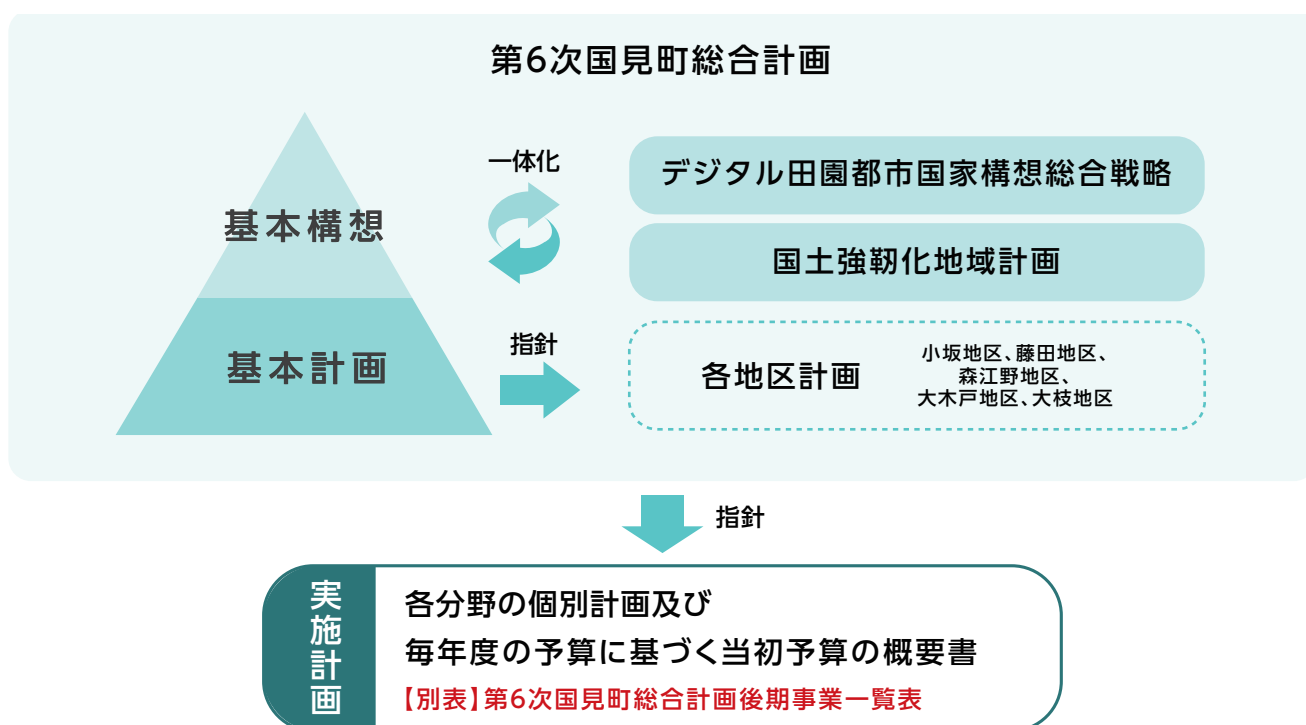 第6次国見町総合計画
基本構想
基本計画
一体化
デジタル田園都市国家構想総合戦略
国土強靭化地域計画
指針
各地区計画
小坂地区、藤田地区、
森江野地区、
大木戸地区、大枝地区
指針
実施計画
各分野の個別計画及び
毎年度の予算に基づく当初予算の概要書
【別表】第6次国見町総合計画後期事業一覧表